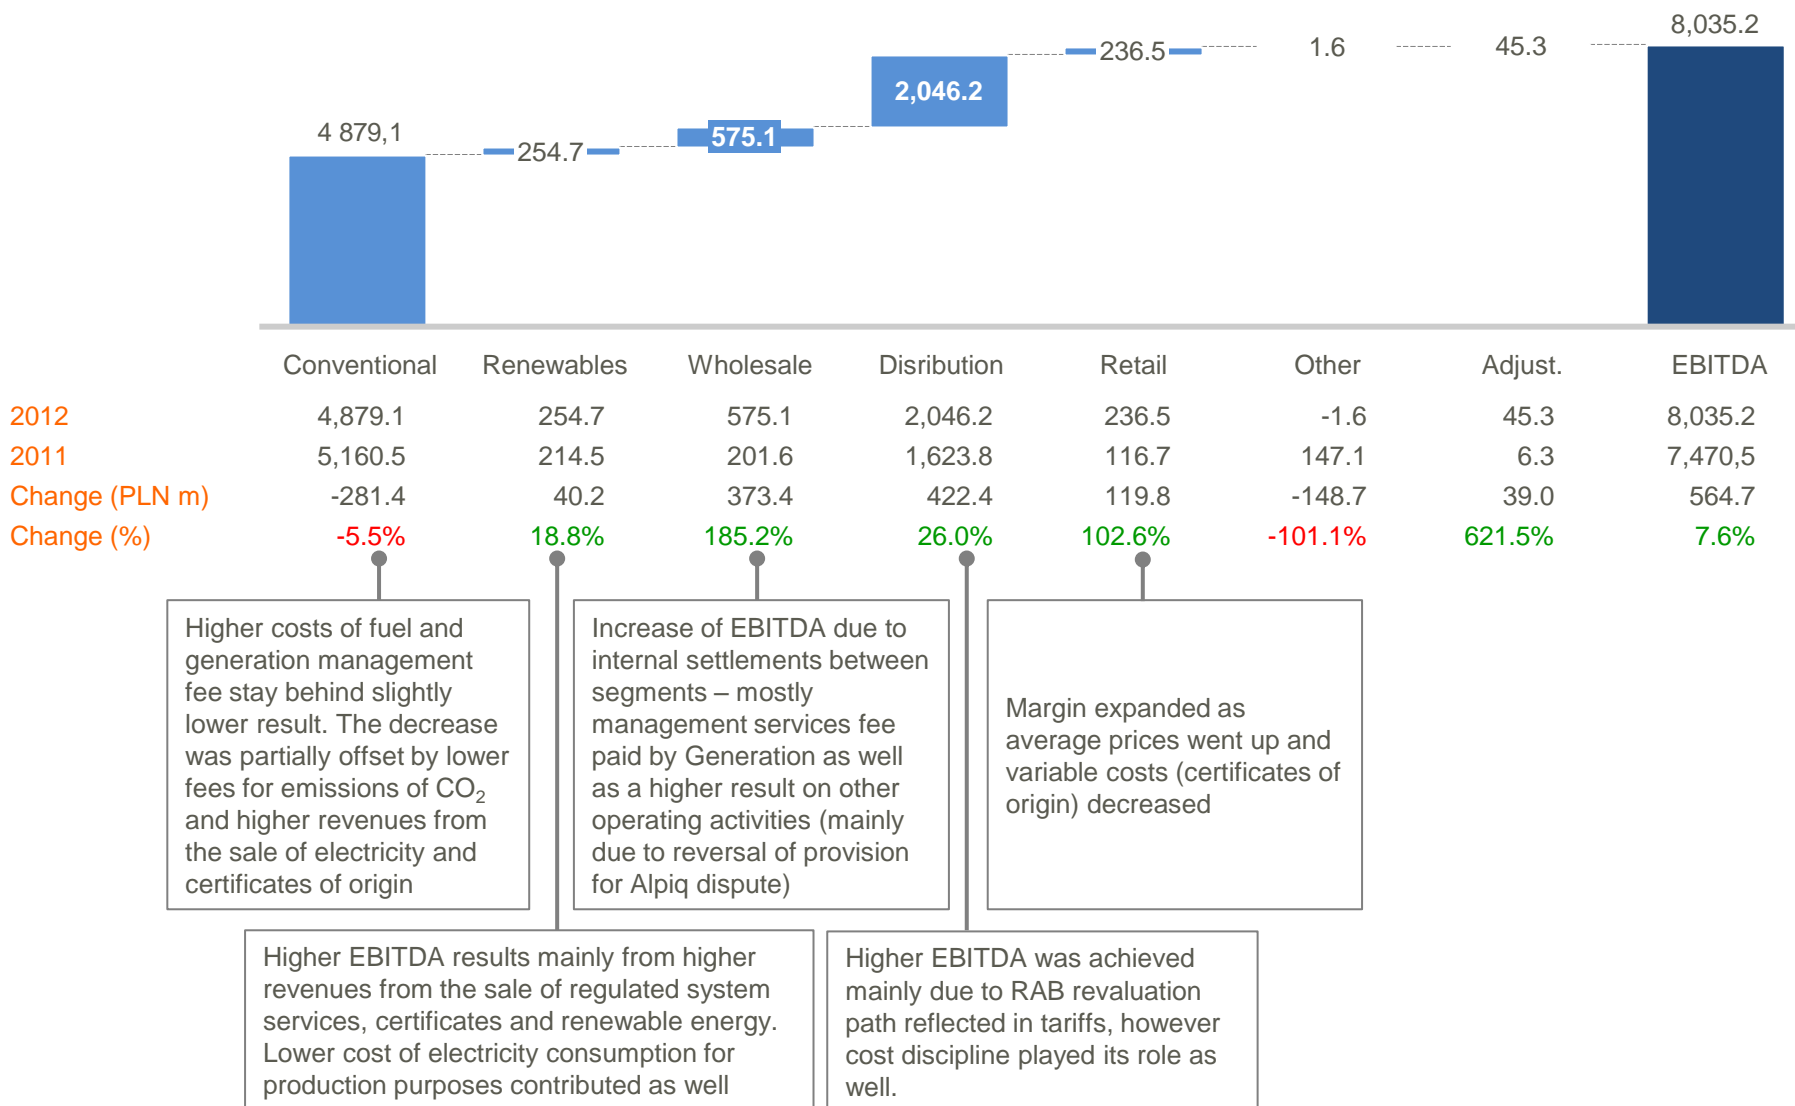 4 879,1
254.7
575.1
2,046.2
236.5
1.6
45.3
8,035.2
Conventional Renewables Wholesale Disribution Retail Other Adjust. EBITDA
2012 4,879.1 254.7 575.1 2,046.2 236.5 -1.6 45.3 8,035.2
2011 5,160.5 214.5 201.6 1,623.8 116.7 147.1 6.3 7,470,5
Change (PLN m) -281.4 40.2 373.4 422.4 119.8 -148.7 39.0 564.7
Change (%) -5.5% 18.8% 185.2% 26.0% 102.6% -101.1% 621.5% 7.6%
Higher costs of fuel and
generation management
fee stay behind slightly
lower result. The decrease
was partially offset by lower
fees for emissions of CO₂
and higher revenues from
the sale of electricity and
certificates of origin
Increase of EBITDA due to
internal settlements between
segments – mostly
management services fee
paid by Generation as well
as a higher result on other
operating activities (mainly
due to reversal of provision
for Alpiq dispute)
Margin expanded as
average prices went up and
variable costs (certificates of
origin) decreased
Higher EBITDA results mainly from higher
revenues from the sale of regulated system
services, certificates and renewable energy.
Lower cost of electricity consumption for
production purposes contributed as well
Higher EBITDA was achieved
mainly due to RAB revaluation
path reflected in tariffs, however
cost discipline played its role as
well.